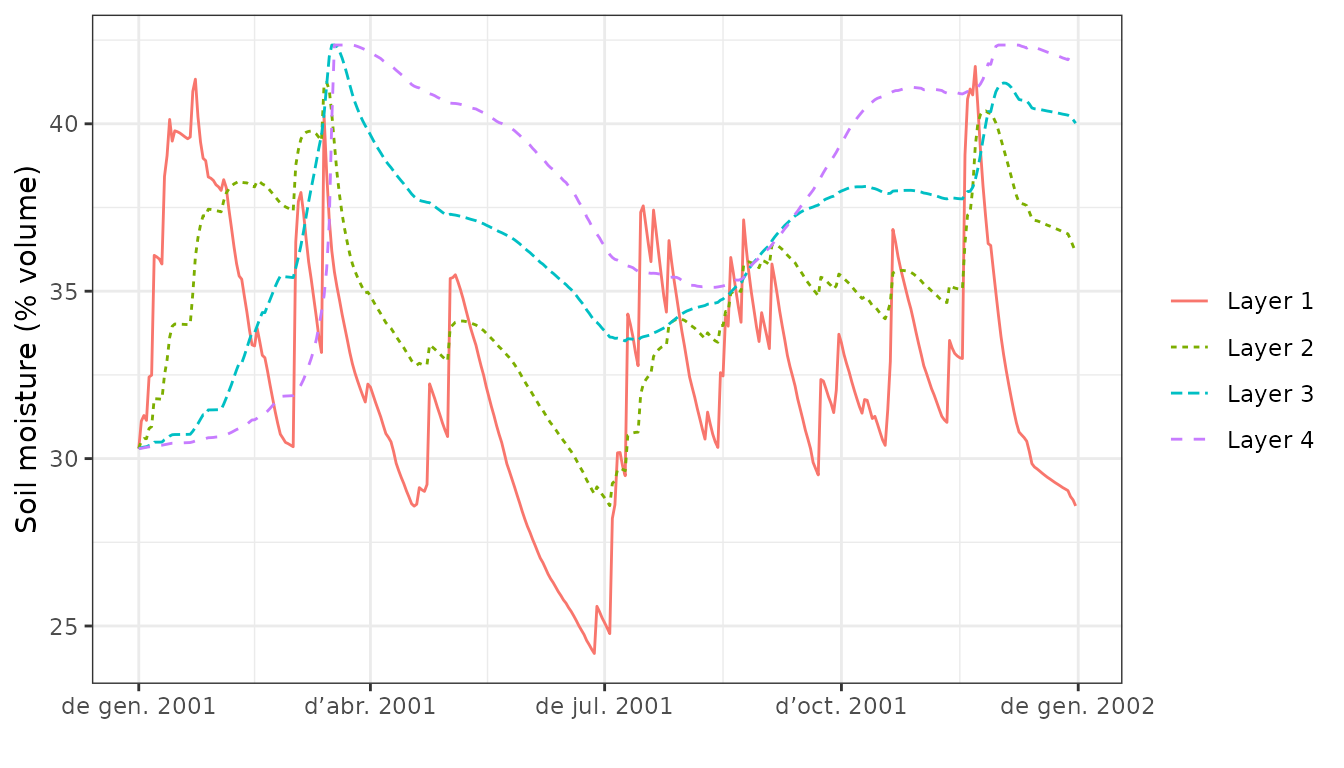 Soil moisture (% volume)
40
35
30
25
de gen. 2001
d’abr. 2001
de jul. 2001
d’oct. 2001
de gen. 2002
Layer 1
Layer 2
Layer 3
Layer 4